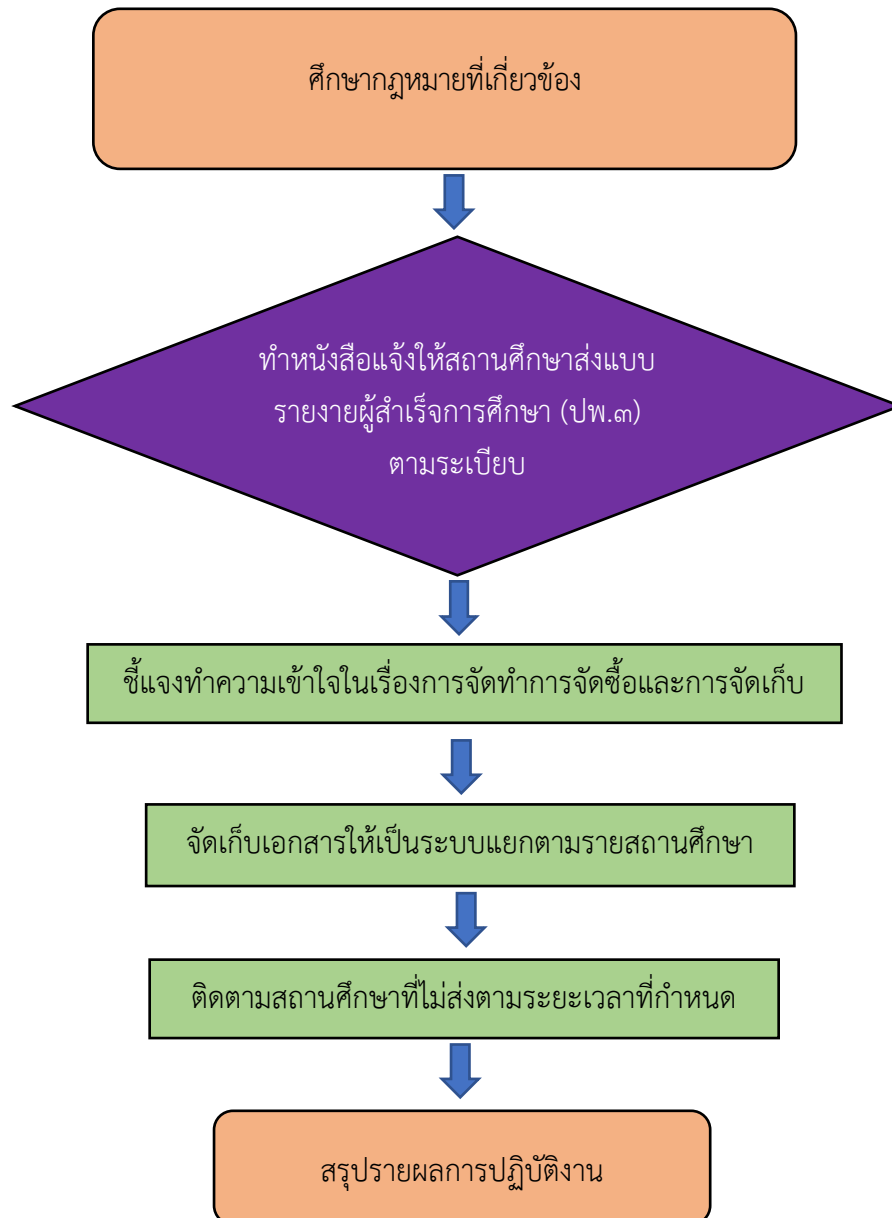 ศึกษากฎหมายที่เกี่ยวข้อง
ทำหนังสือแจ้งให้สถานศึกษาส่งแบบ
รายงายผู้สำเร็จการศึกษา (ปพ.๓)
ตามระเบียบ
ชี้แจงทำความเข้าใจในเรื่องการจัดทำการจัดซื้อและการจัดเก็บ
จัดเก็บเอกสารให้เป็นระบบแยกตามรายสถานศึกษา
ติดตามสถานศึกษาที่ไม่ส่งตามระยะเวลาที่กำหนด
สรุปรายผลการปฏิบัติงาน